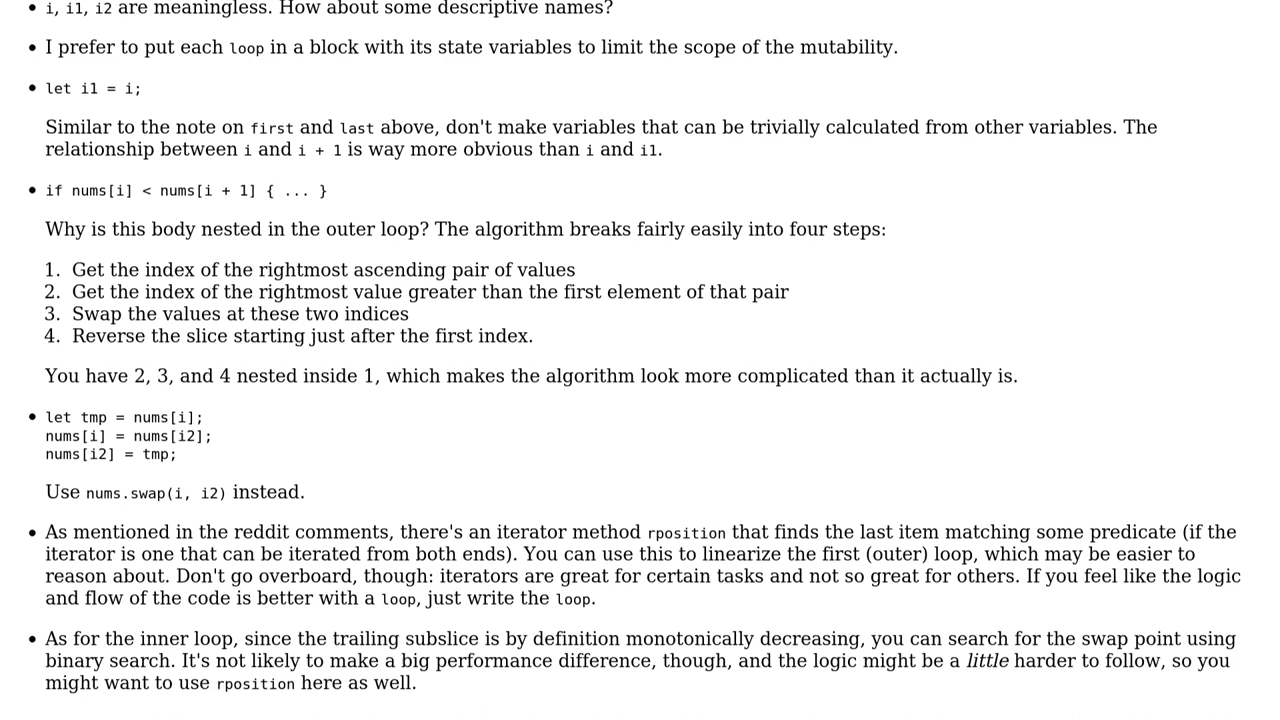 • i, i1, i2 are meaningless. How about some descriptive names?
• I prefer to put each loop in a block with its state variables to limit the scope of the mutability.
• let i1 = i;
Similar to the note on first and last above, don't make variables that can be trivially calculated from other variables. The
relationship between i and i + 1 is way more obvious than i and i1.
• if nums[i] < nums[i + 1] { ... }
Why is this body nested in the outer loop? The algorithm breaks fairly easily into four steps:
1. Get the index of the rightmost ascending pair of values
2. Get the index of the rightmost value greater than the first element of that pair
3. Swap the values at these two indices
4. Reverse the slice starting just after the first index.
You have 2, 3, and 4 nested inside 1, which makes the algorithm look more complicated than it actually is.
• let tmp = nums[i];
nums[i] = nums[i2];
nums[i2] = tmp;
Use nums.swap(i, i2) instead.
• As mentioned in the reddit comments, there's an iterator method rposition that finds the last item matching some predicate (if the
iterator is one that can be iterated from both ends). You can use this to linearize the first (outer) loop, which may be easier to
reason about. Don't go overboard, though: iterators are great for certain tasks and not so great for others. If you feel like the logic
and flow of the code is better with a loop, just write the loop.
• As for the inner loop, since the trailing subslice is by definition monotonically decreasing, you can search for the swap point using
binary search. It's not likely to make a big performance difference, though, and the logic might be a little harder to follow, so you
might want to use rposition here as well.